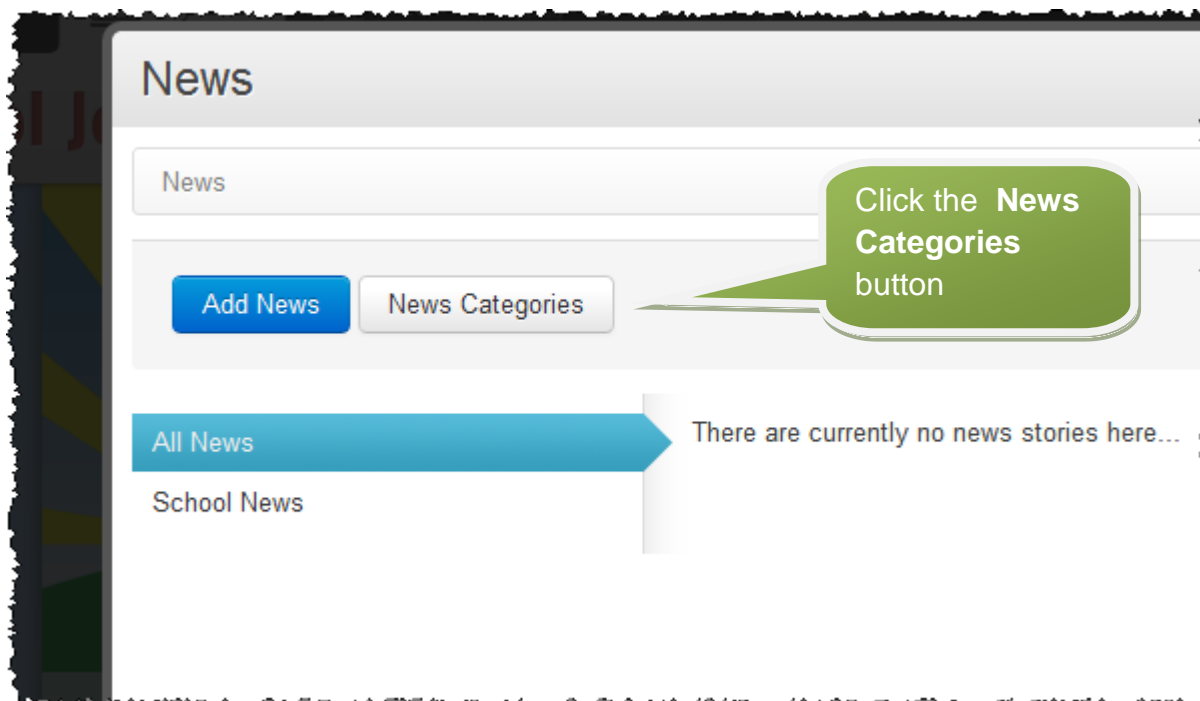 News
News
Click the News
Categories
button
Add News News Categories
All News
There are currently no news stories here...
School News